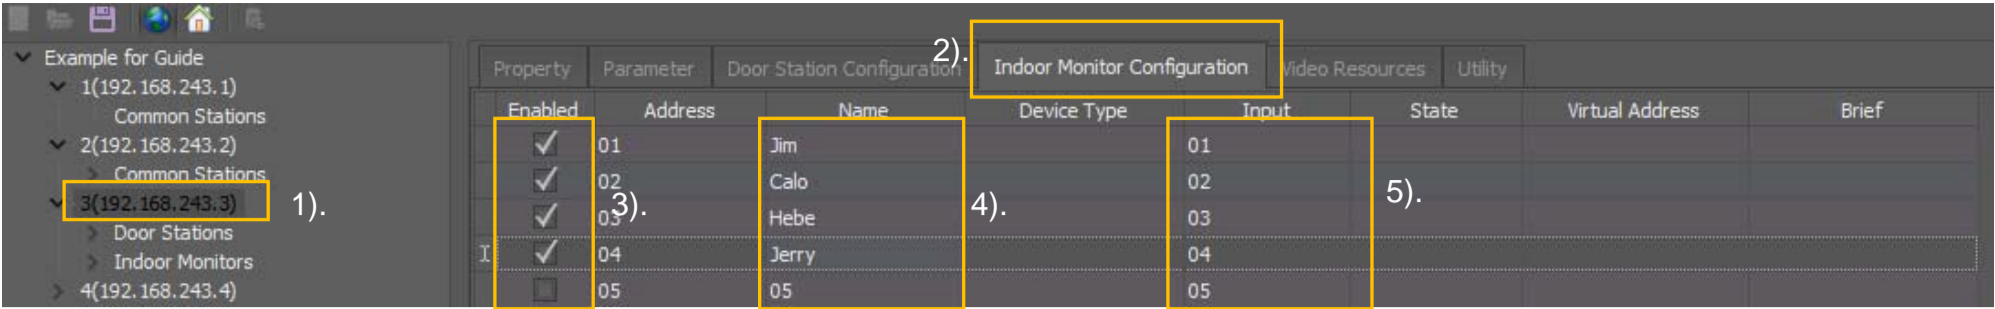 Example for Guide
1(192.168.243.1)
Common Stations
2(192.168.243.2)
Common Stations
3(192.168.243.3)
1).
Door Stations
Indoor Monitors
4(192.168.243.4)
2).
Property Parameter Door Station Configuration Indoor Monitor Configuration Video Resources Utility
Enabled Address Name Device Type Input State Virtual Address Brief
01 Jim 01
02 Calo 02
3). 4). 5).
03 Hebe 03
04 Jerry 04
05 05 05